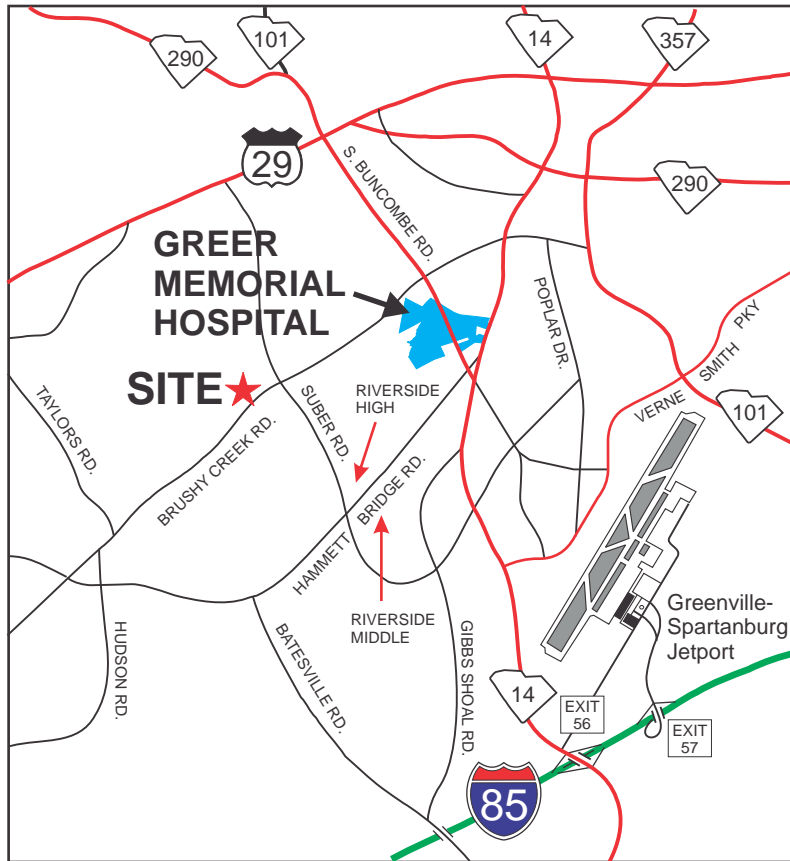 101
14
357
290
29
S. BUNCOMBE RD.
290
GREER
MEMORIAL
HOSPITAL
POPLAR DR.
VERNE SMITH PKY
SITE
RIVERSIDE
HIGH
TAYLORS RD.
SUBER RD.
101
BRUSHY CREEK RD.
HAMMETT BRIDGE RD.
RIVERSIDE
MIDDLE
Greenville-
Spartanburg
Jetport
HUDSON RD.
BATESVILLE RD.
GIBBS SHOAL RD.
14
EXIT
56
EXIT
57
85